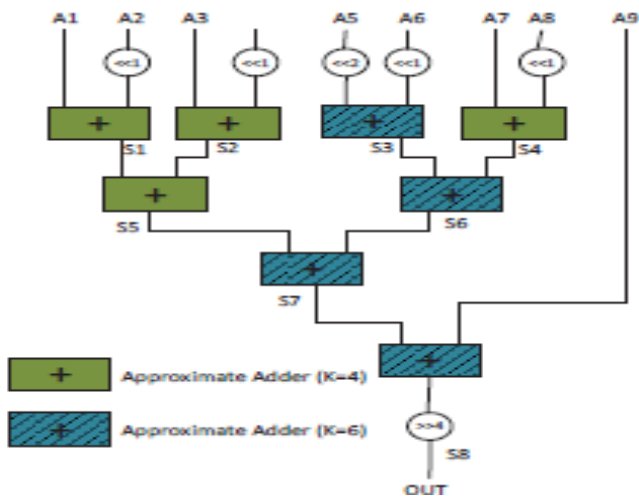 A1 A2 A3 A5 A6 A7 A8 A9
<<1 <<1 <<2 <<1 <<1
+ + + +
S1 S2 S3 S4
+ +
S5 S6
+
S7
+
+ Approximate Adder (K=4)
+ Approximate Adder (K=6)
>>4
S8
OUT